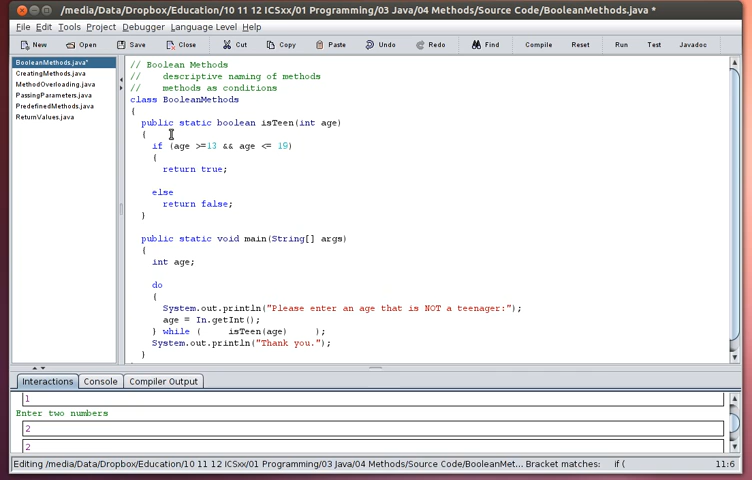 /media/Data/Dropbox/Education/10 11 12 ICSxx/01 Programming/03 Java/04 Methods/Source Code/BooleanMethods.java *
File Edit Tools Project Debugger Language Level Help
New Open Save Close Cut Copy Paste Undo Redo Find Compile Reset Run Test Javadoc
BooleanMethods.java*
CreatingMethods.java
MethodOverloading.java
PassingParameters.java
PredefinedMethods.java
ReturnValues.java
// Boolean Methods
// descriptive naming of methods
// methods as conditions
class BooleanMethods
{
public static boolean isTeen(int age)
{
if (age >=13 && age <= 19)
{
return true;
else
return false;
}
public static void main(String[] args)
{
int age;
do
{
System.out.println("Please enter an age that is NOT a teenager:");
age = In.getInt();
} while ( isTeen(age) );
System.out.println("Thank you.");
}
Interactions Console Compiler Output
1
Enter two numbers
2
2
Editing /media/Data/Dropbox/Education/10 11 12 ICSxx/01 Programming/03 Java/04 Methods/Source Code/BooleanMet... Bracket matches: if ( 11:6